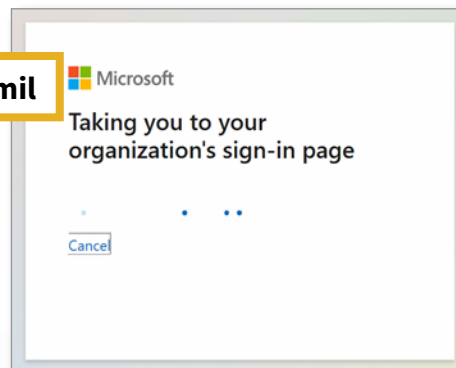 mil
Microsoft
Taking you to your
organization's sign-in page
Cancel